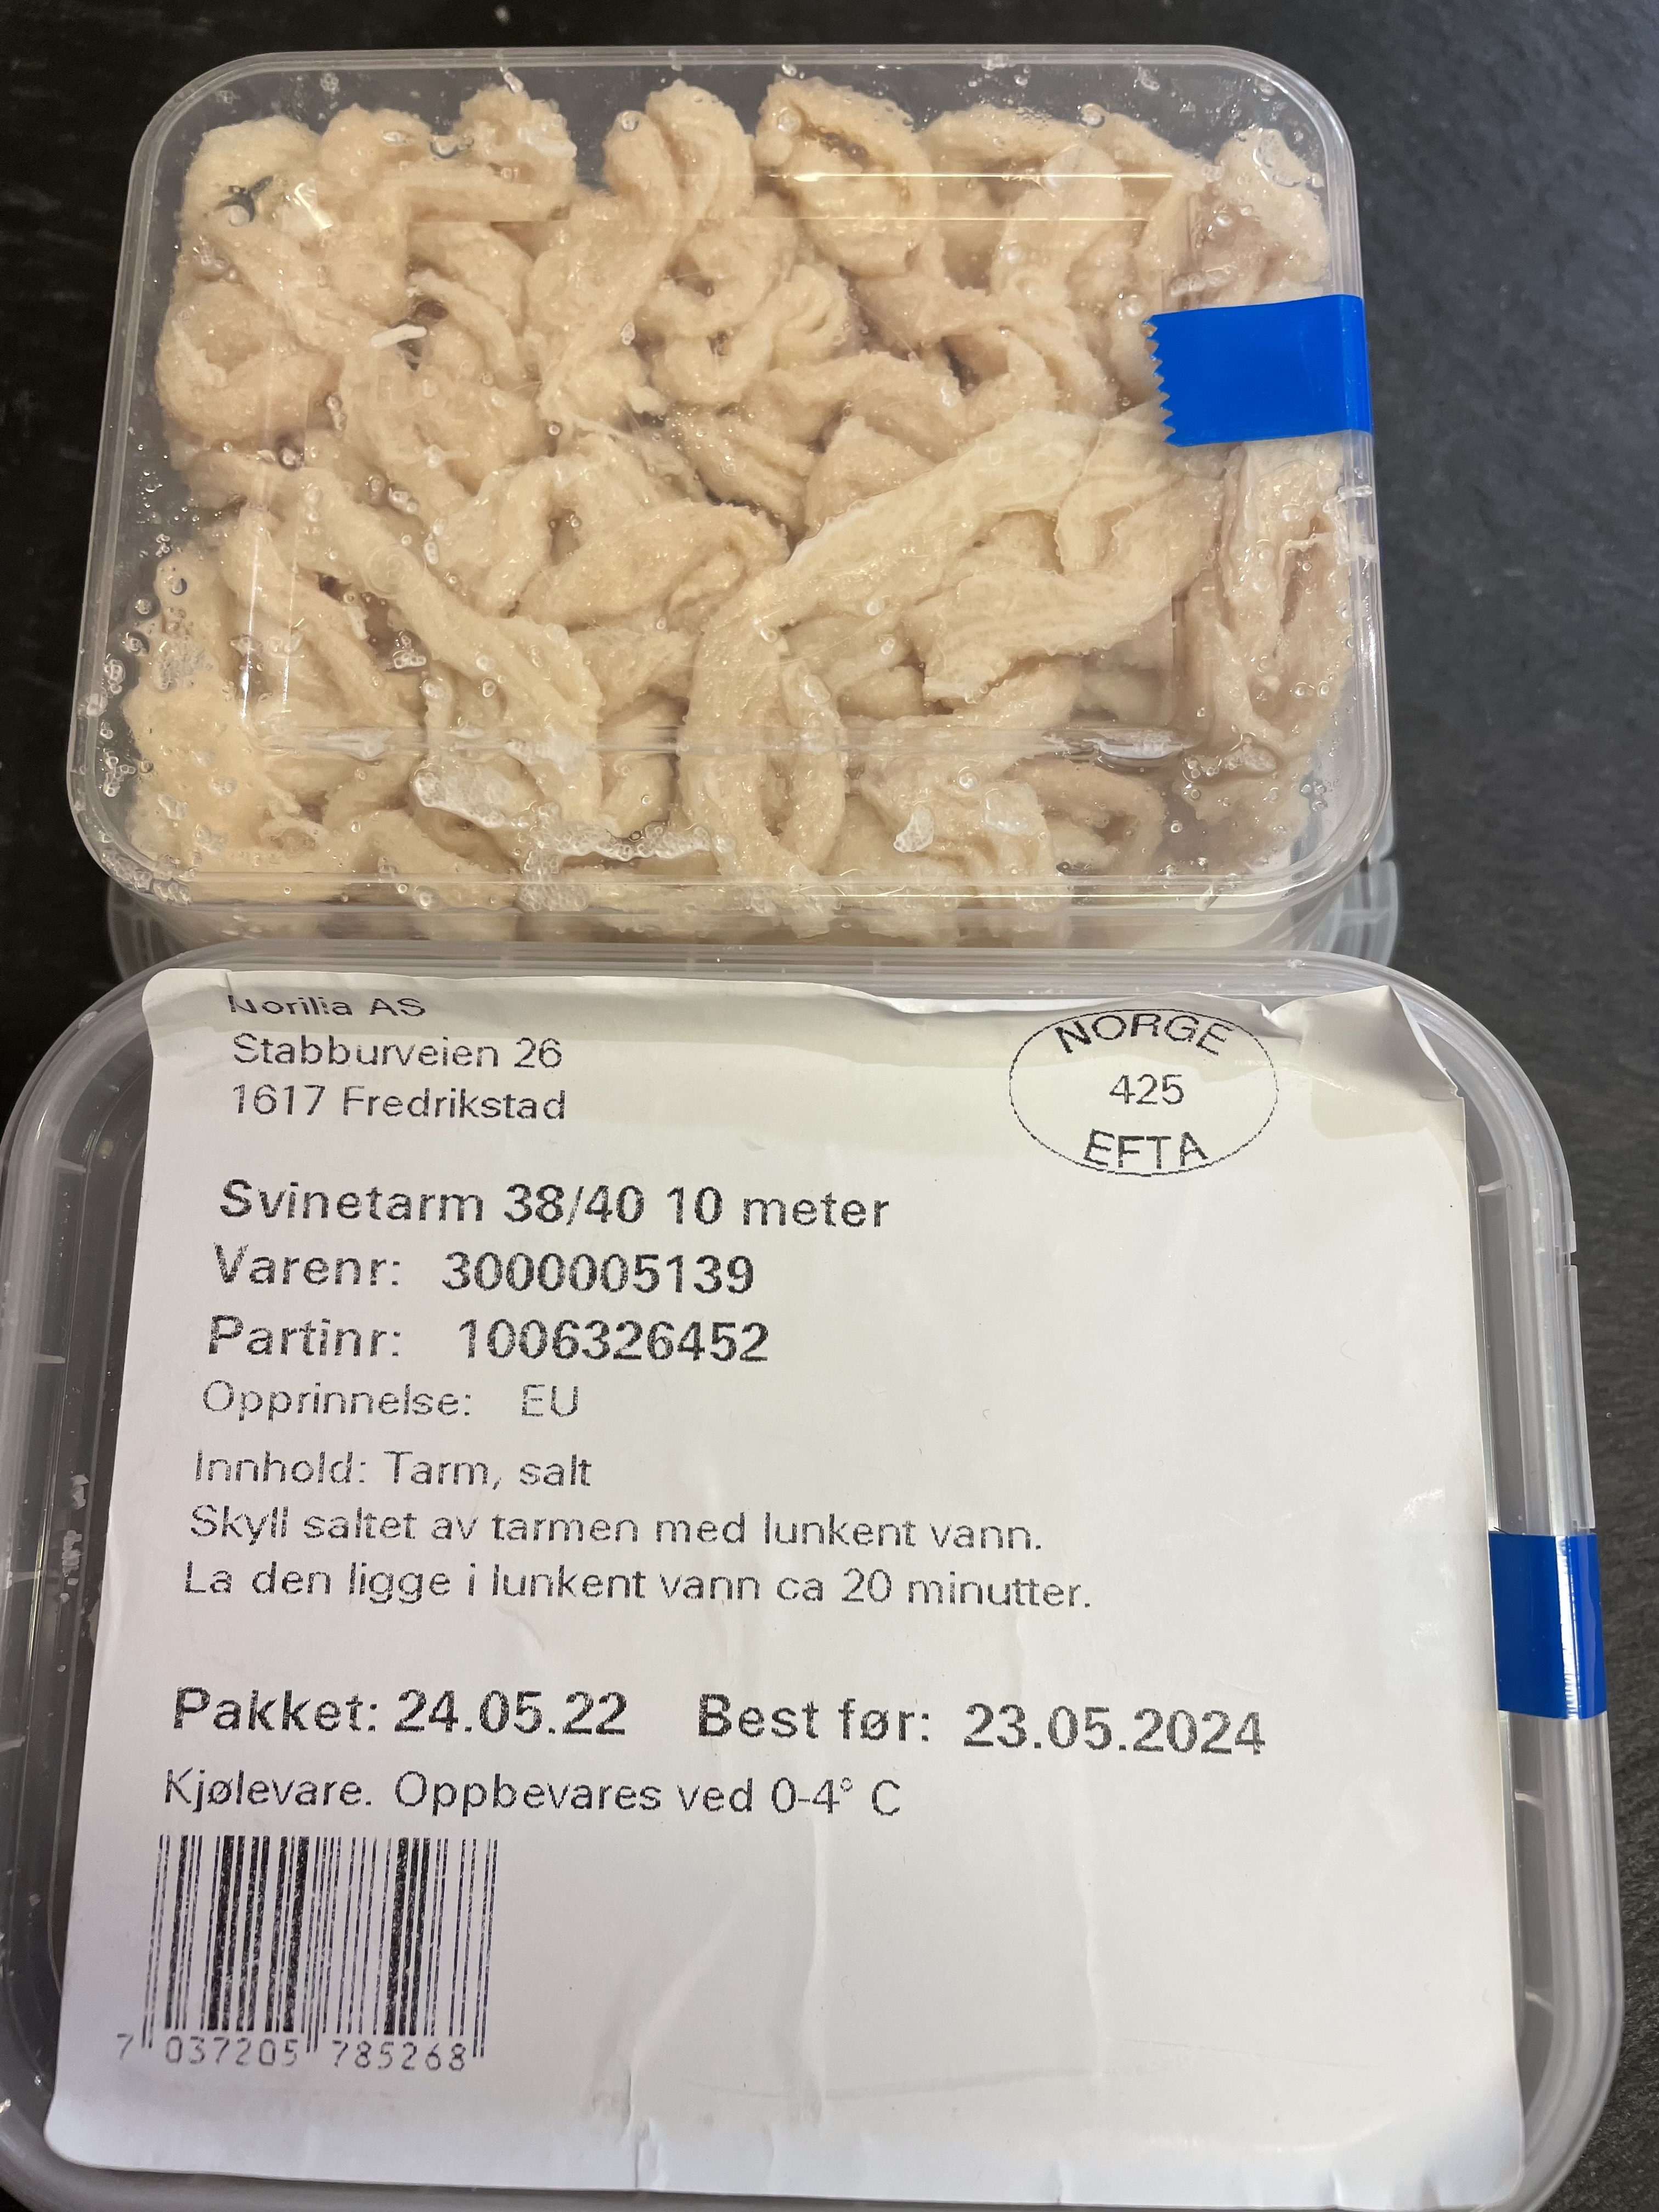 Norilia AS
Stabburveien 26
1617 Fredrikstad
NORGE
425
EFTA
Svinetarm 38/40 10 meter
Varenr: 3000005139
Partinr: 1006326452
Opprinnelse: EU
Innhold: Tarm, salt
Skyll saltet av tarmen med lunkent vann.
La den ligge i lunkent vann ca 20 minutter.
Pakket: 24.05.22 Best før: 23.05.2024
Kjølevare. Oppbevares ved 0-4° C
7 037205 785268